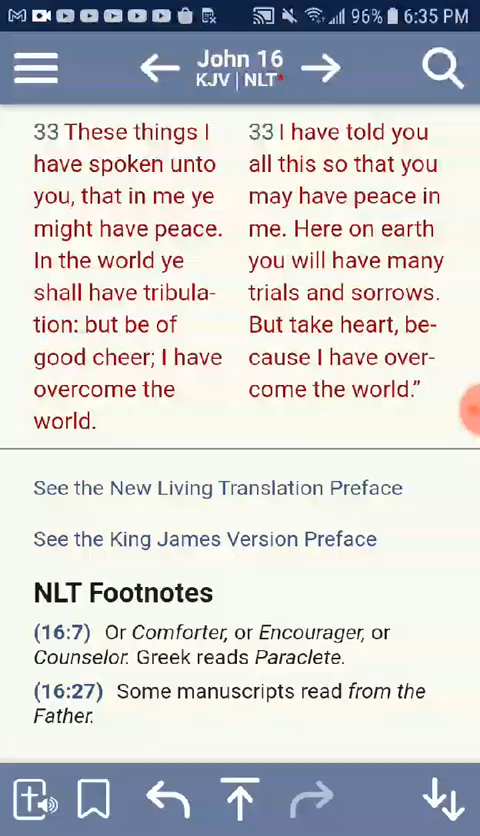 96% 6:35 PM
John 16
KJV | NLT*
33 These things I
have spoken unto
you, that in me ye
might have peace.
In the world ye
shall have tribula-
tion: but be of
good cheer; I have
overcome the
world.
33 I have told you
all this so that you
may have peace in
me. Here on earth
you will have many
trials and sorrows.
But take heart, be-
cause I have over-
come the world.”
See the New Living Translation Preface
See the King James Version Preface
NLT Footnotes
(16:7) Or Comforter, or Encourager, or
Counselor. Greek reads Paraclete.
(16:27) Some manuscripts read from the
Father.